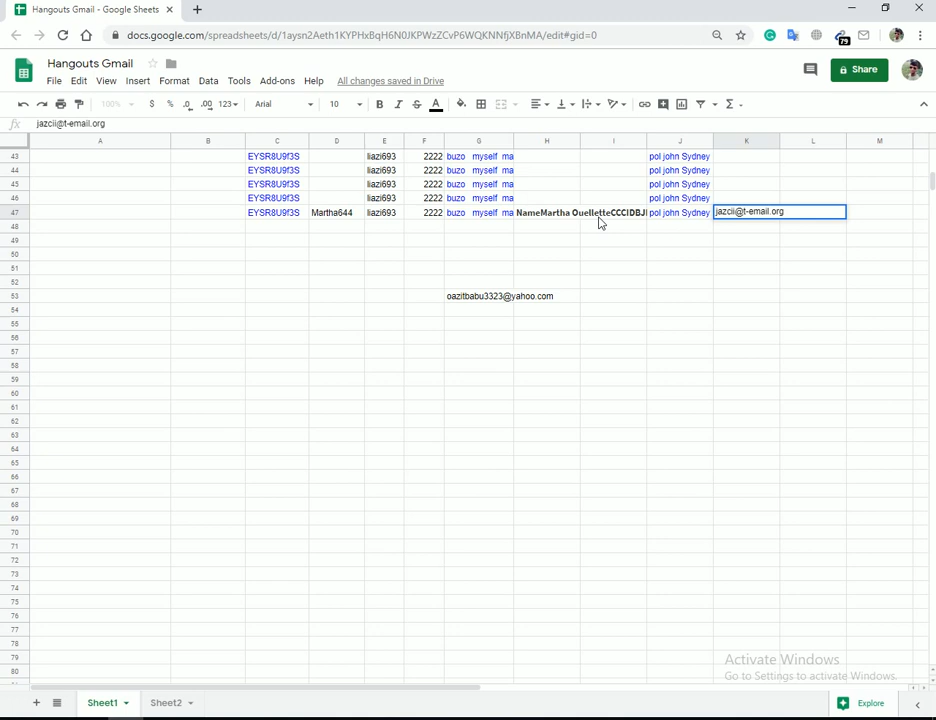 Hangouts Gmail - Google Sheets
docs.google.com/spreadsheets/d/1aysn2Aeth1KYPHxBqH6N0JKPWzZCvP6WQKNNfjXBnMA/edit#gid=0
79
Hangouts Gmail
File Edit View Insert Format Data Tools Add-ons Help All changes saved in Drive
Share
100% $ % .0 .00 123 Arial 10 B I S A
fx jazcii@t-email.org
A B C D E F G H I J K L M
43 EYSR8U9f3S liazi693 2222 buzo myself ma pol john Sydney
44 EYSR8U9f3S liazi693 2222 buzo myself ma pol john Sydney
45 EYSR8U9f3S liazi693 2222 buzo myself ma pol john Sydney
46 EYSR8U9f3S liazi693 2222 buzo myself ma pol john Sydney
47 EYSR8U9f3S Martha644 liazi693 2222 buzo myself ma NameMartha OuelletteCCCIDBJ pol john Sydney jazcii@t-email.org
48
49
50
51
52
53 oazitbabu3323@yahoo.com
54
55
56
57
58
59
60
61
62
63
64
65
66
67
68
69
70
71
72
73
74
75
76
77
78
79
80
Activate Windows
Go to Settings to activate Windows.
Sheet1 Sheet2 Explore